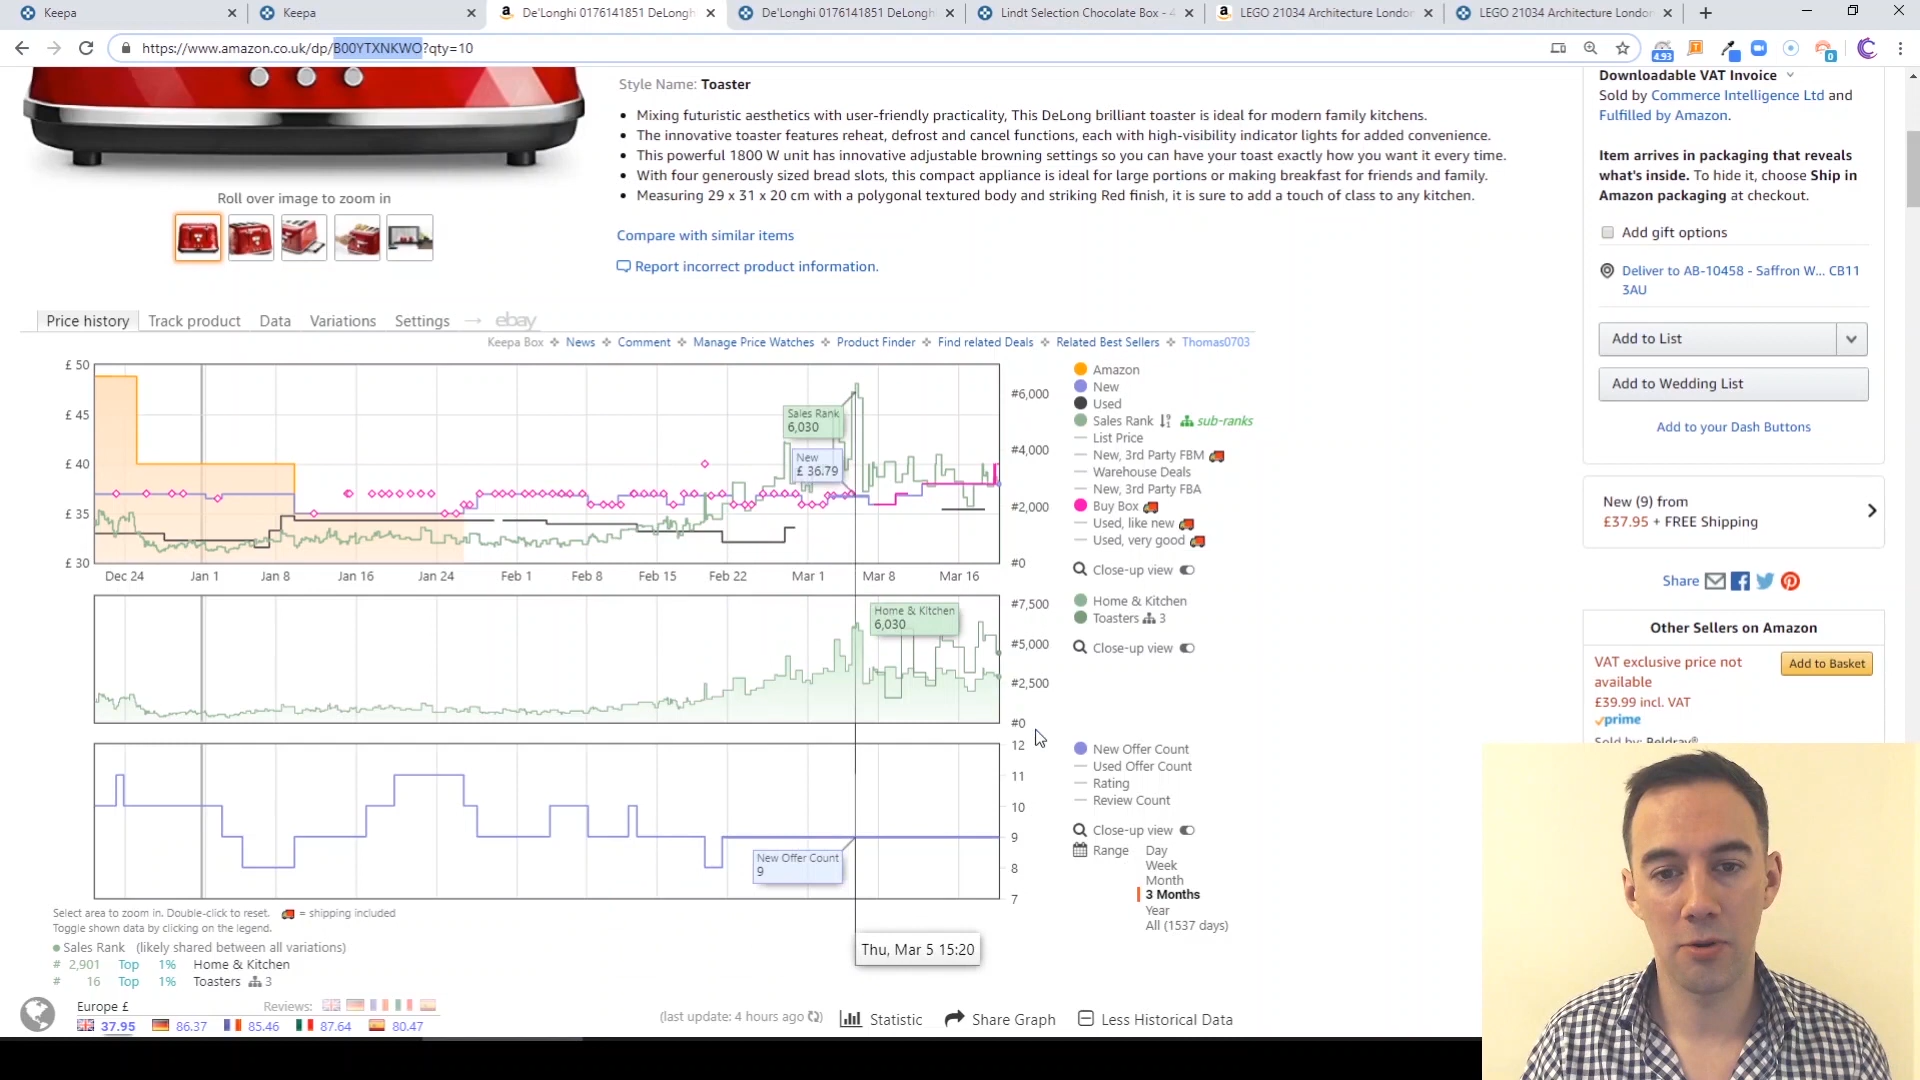 Keepa
Keepa
De'Longhi 0176141851 DeLongh
De'Longhi 0176141851 DeLongh
Lindt Selection Chocolate Box - 4
LEGO 21034 Architecture London
LEGO 21034 Architecture London
https://www.amazon.co.uk/dp/B00YTXNKWO?qty=10
4.93
0
Style Name: Toaster
Mixing futuristic aesthetics with user-friendly practicality, This DeLong brilliant toaster is ideal for modern family kitchens.
The innovative toaster features reheat, defrost and cancel functions, each with high-visibility indicator lights for added convenience.
This powerful 1800 W unit has innovative adjustable browning settings so you can have your toast exactly how you want it every time.
With four generously sized bread slots, this compact appliance is ideal for large portions or making breakfast for friends and family.
Measuring 29 x 31 x 20 cm with a polygonal textured body and striking Red finish, it is sure to add a touch of class to any kitchen.
Compare with similar items
Report incorrect product information.
Roll over image to zoom in
Downloadable VAT Invoice
Sold by Commerce Intelligence Ltd and
Fulfilled by Amazon.
Item arrives in packaging that reveals
what's inside. To hide it, choose Ship in
Amazon packaging at checkout.
Add gift options
Deliver to AB-10458 - Saffron W... CB11
3AU
Add to List
Add to Wedding List
Add to your Dash Buttons
New (9) from
£37.95 + FREE Shipping
Share
Other Sellers on Amazon
VAT exclusive price not
available
Add to Basket
£39.99 incl. VAT
prime
Sold by: Beldray®
Price history Track product Data Variations Settings → ebay
Keepa Box News Comment Manage Price Watches Product Finder Find related Deals Related Best Sellers Thomas0703
£ 50
£ 45
£ 40
£ 35
£ 30
#6,000
#4,000
#2,000
#0
Sales Rank
6,030
New
£ 36.79
Dec 24 Jan 1 Jan 8 Jan 16 Jan 24 Feb 1 Feb 8 Feb 15 Feb 22 Mar 1 Mar 8 Mar 16
Amazon
New
Used
Sales Rank sub-ranks
List Price
New, 3rd Party FBM
Warehouse Deals
New, 3rd Party FBA
Buy Box
Used, like new
Used, very good
Close-up view
Home & Kitchen
6,030
#7,500
#5,000
#2,500
#0
Home & Kitchen
Toasters 3
Close-up view
12
11
10
9
8
7
New Offer Count
9
New Offer Count
Used Offer Count
Rating
Review Count
Close-up view
Range
Day
Week
Month
3 Months
Year
All (1537 days)
Thu, Mar 5 15:20
Select area to zoom in. Double-click to reset. = shipping included
Toggle shown data by clicking on the legend.
Sales Rank (likely shared between all variations)
# 2,901 Top 1% Home & Kitchen
# 16 Top 1% Toasters 3
Europe £ Reviews:
37.95 86.37 85.46 87.64 80.47
(last update: 4 hours ago)
Statistic
Share Graph
Less Historical Data